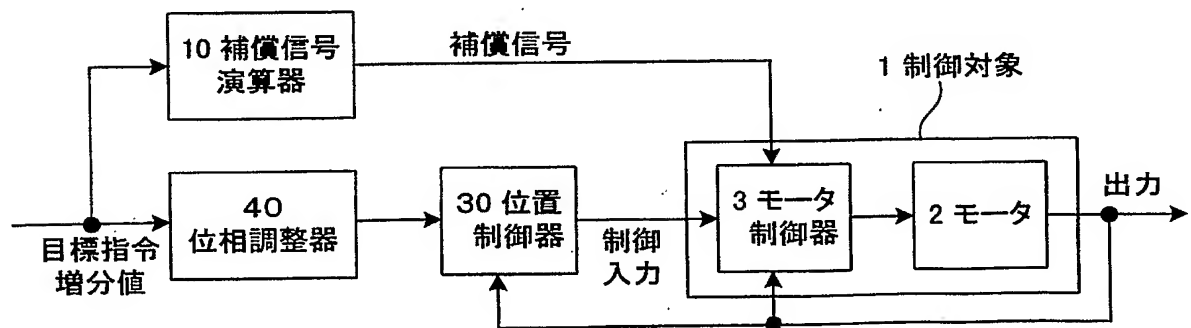 10 補償信号
演算器
補償信号
1 制御対象
40
位相調整器
30 位置
制御器
3 モータ
制御器
2 モータ
出力
目標指令
増分値
制御
入力